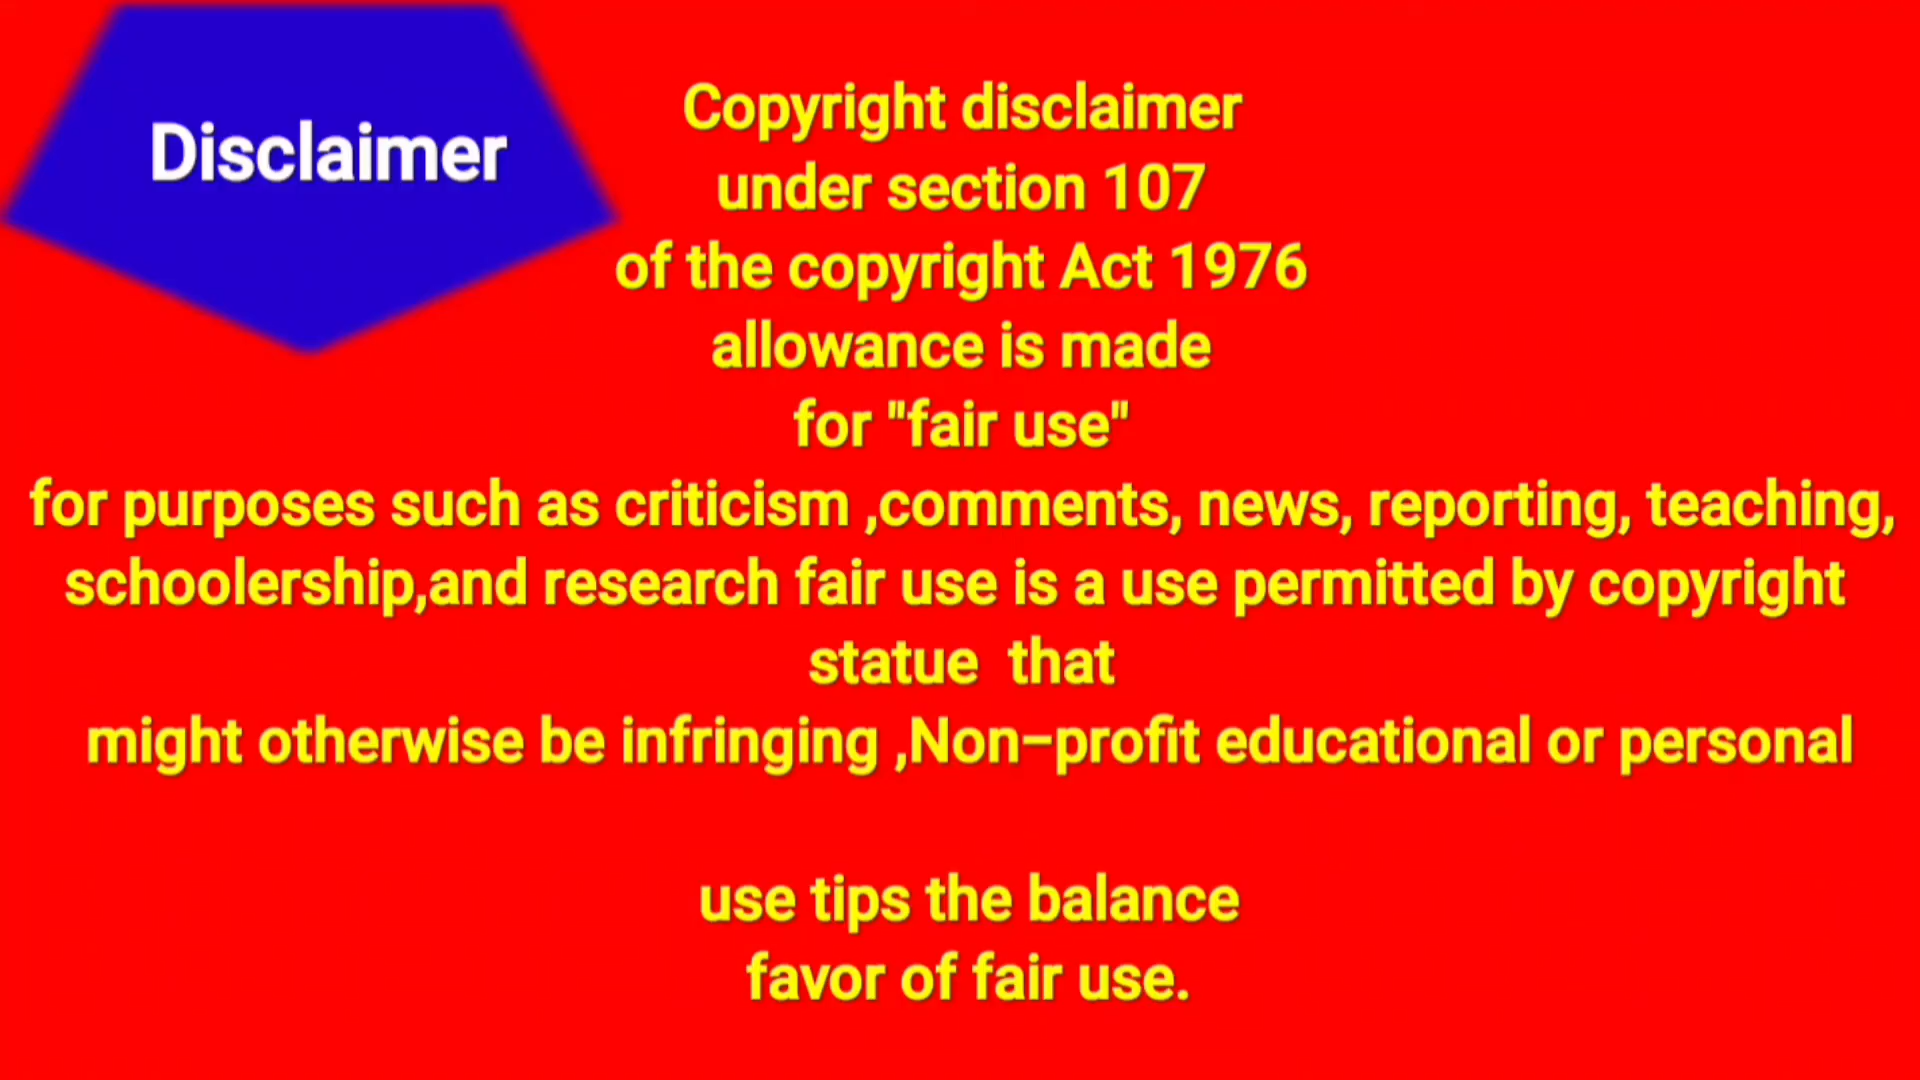 Disclaimer
Copyright disclaimer
under section 107
of the copyright Act 1976
allowance is made
for "fair use"
for purposes such as criticism ,comments, news, reporting, teaching,
schoolership,and research fair use is a use permitted by copyright
statue  that
might otherwise be infringing ,Non–profit educational or personal
use tips the balance
favor of fair use.